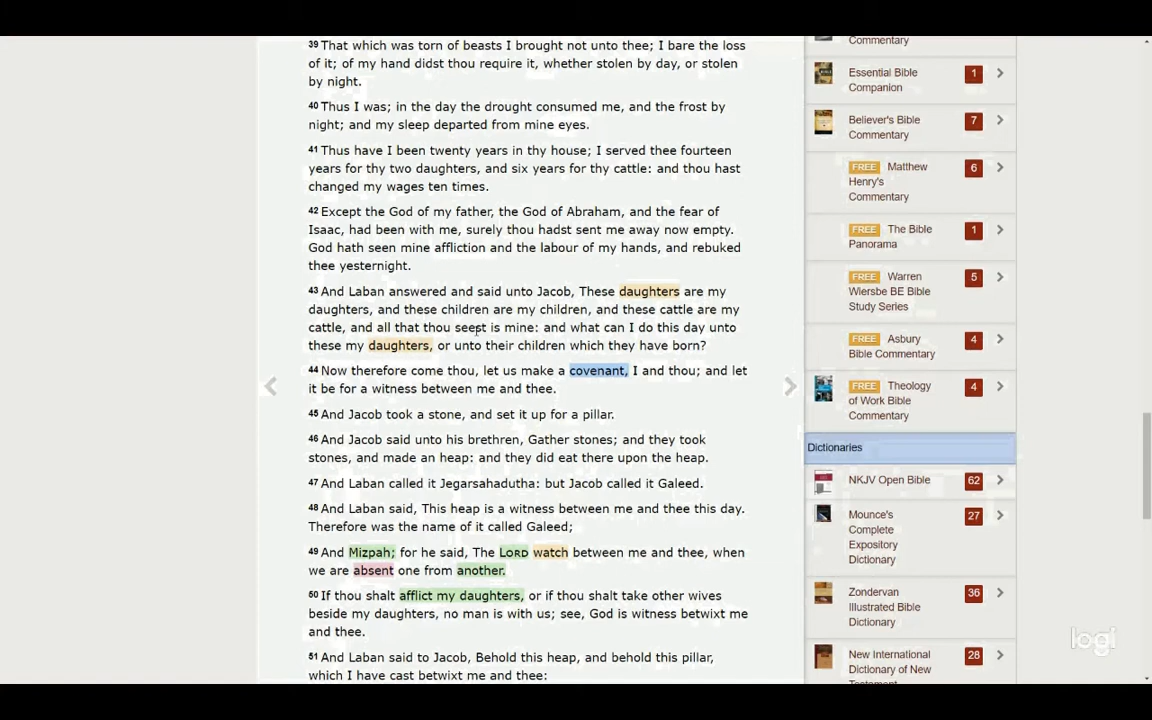 39 That which was torn of beasts I brought not unto thee; I bare the loss
of it; of my hand didst thou require it, whether stolen by day, or stolen
by night.
40 Thus I was; in the day the drought consumed me, and the frost by
night; and my sleep departed from mine eyes.
41 Thus have I been twenty years in thy house; I served thee fourteen
years for thy two daughters, and six years for thy cattle: and thou hast
changed my wages ten times.
42 Except the God of my father, the God of Abraham, and the fear of
Isaac, had been with me, surely thou hadst sent me away now empty.
God hath seen mine affliction and the labour of my hands, and rebuked
thee yesternight.
43 And Laban answered and said unto Jacob, These daughters are my
daughters, and these children are my children, and these cattle are my
cattle, and all that thou seest is mine: and what can I do this day unto
these my daughters, or unto their children which they have born?
44 Now therefore come thou, let us make a covenant, I and thou; and let
it be for a witness between me and thee.
45 And Jacob took a stone, and set it up for a pillar.
46 And Jacob said unto his brethren, Gather stones; and they took
stones, and made an heap: and they did eat there upon the heap.
47 And Laban called it Jegarsahadutha: but Jacob called it Galeed.
48 And Laban said, This heap is a witness between me and thee this day.
Therefore was the name of it called Galeed;
49 And Mizpah; for he said, The LORD watch between me and thee, when
we are absent one from another.
50 If thou shalt afflict my daughters, or if thou shalt take other wives
beside my daughters, no man is with us; see, God is witness betwixt me
and thee.
51 And Laban said to Jacob, Behold this heap, and behold this pillar,
which I have cast betwixt me and thee:
Commentary
Essential Bible 1
Companion
Believer's Bible 7
Commentary
FREE Matthew 6
Henry's
Commentary
FREE The Bible 1
Panorama
FREE Warren 5
Wiersbe BE Bible
Study Series
FREE Asbury 4
Bible Commentary
FREE Theology 4
of Work Bible
Commentary
Dictionaries
NKJV Open Bible 62
Mounce's 27
Complete
Expository
Dictionary
Zondervan 36
Illustrated Bible
Dictionary
New International 28
Dictionary of New
Testament
logi